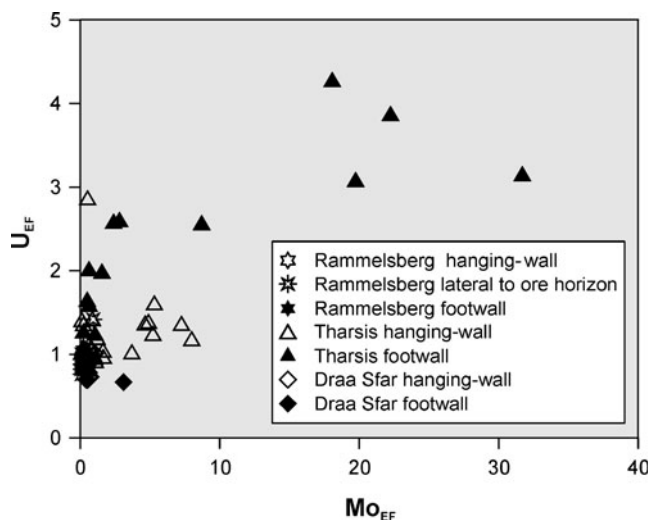 5
4
3
2
1
0
U_EF
Rammelsberg hanging-wall
Rammelsberg lateral to ore horizon
Rammelsberg footwall
Tharsis hanging-wall
Tharsis footwall
Draa Sfar hanging-wall
Draa Sfar footwall
0 10 20 30 40
Mo_EF